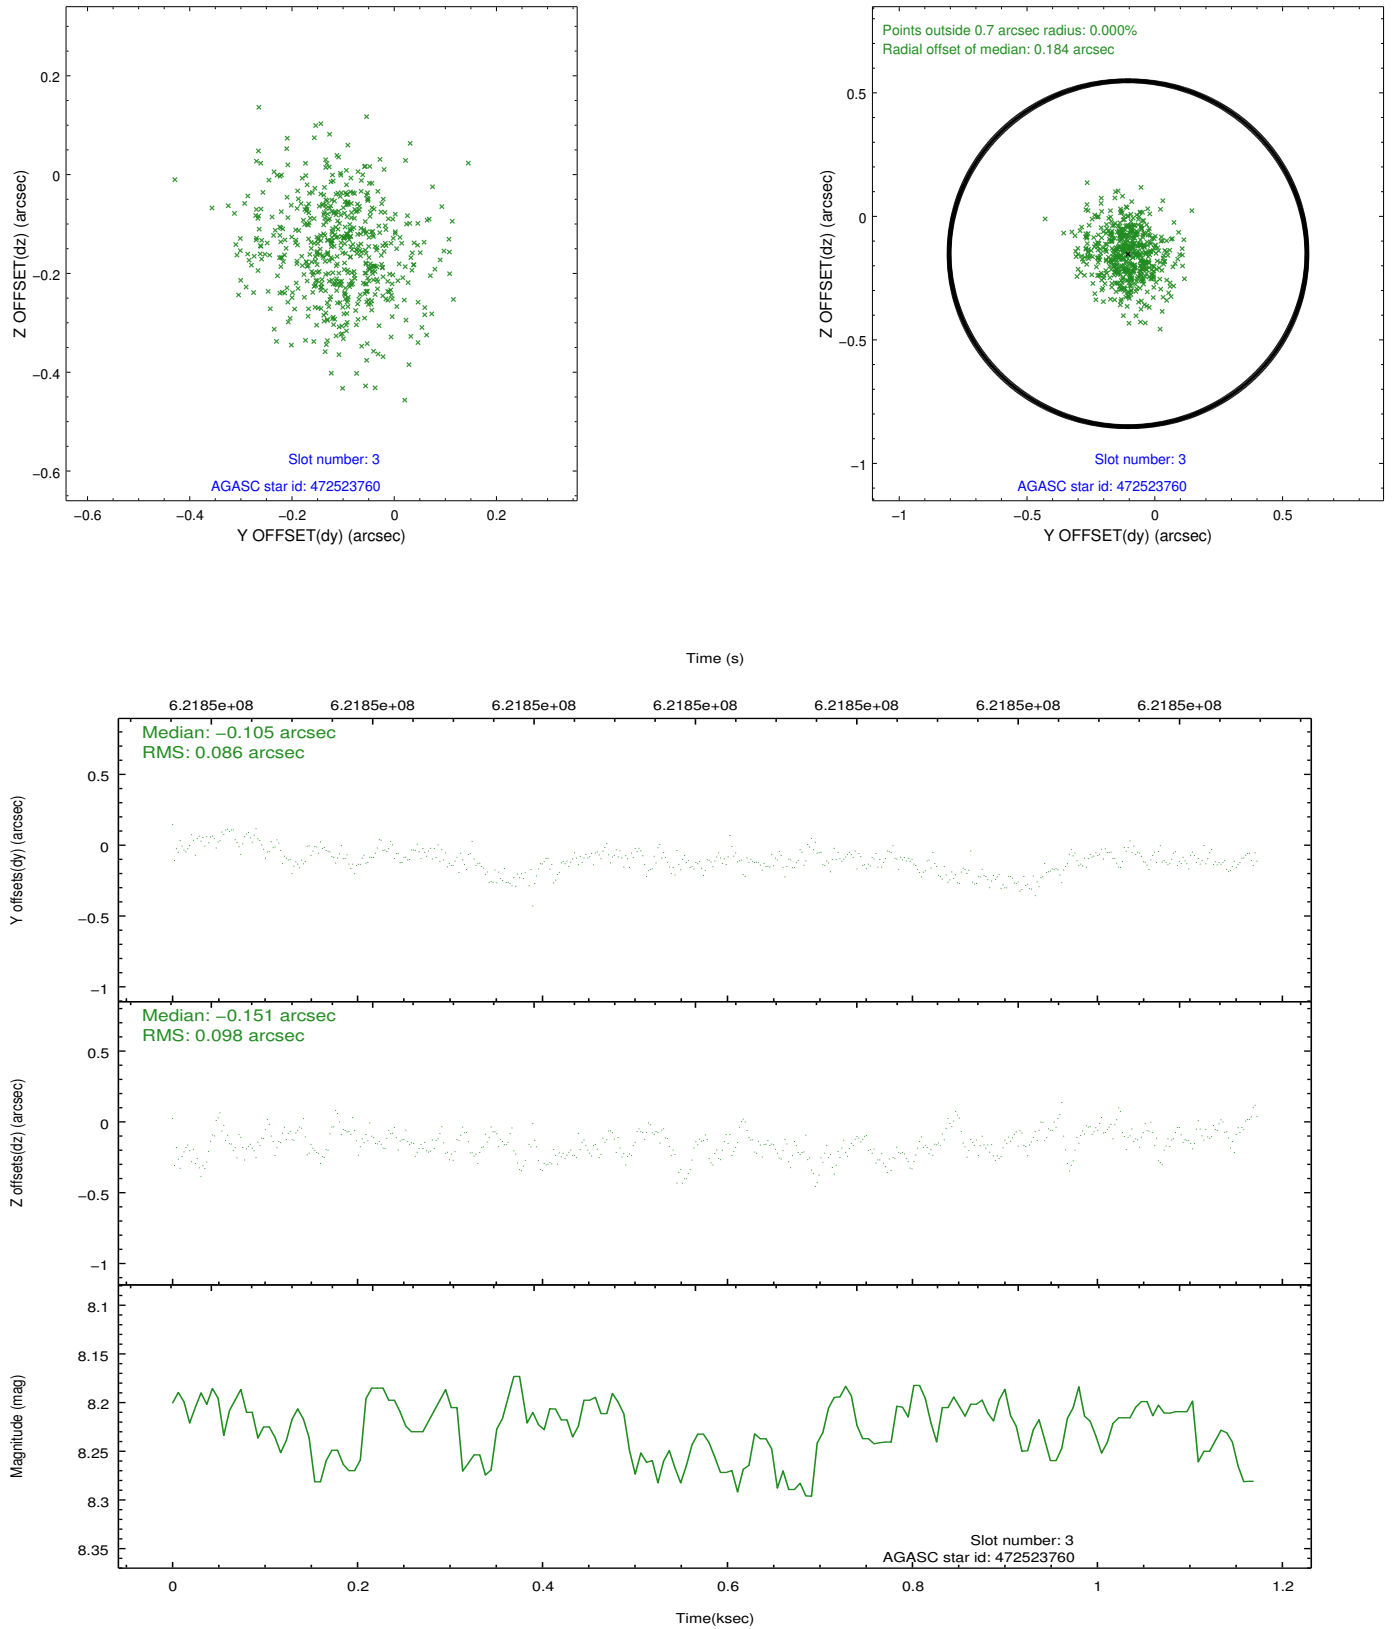 0.2
0
−0.2
−0.4
−0.6
Z OFFSET(dz) (arcsec)
Slot number: 3
AGASC star id: 472523760
−0.6
−0.4
−0.2
0
0.2
Y OFFSET(dy) (arcsec)
Points outside 0.7 arcsec radius: 0.000%
Radial offset of median: 0.184 arcsec
0.5
0
−0.5
−1
Z OFFSET(dz) (arcsec)
Slot number: 3
AGASC star id: 472523760
−1
−0.5
0
0.5
Y OFFSET(dy) (arcsec)
Time (s)
6.2185e+08
6.2185e+08
6.2185e+08
6.2185e+08
6.2185e+08
6.2185e+08
6.2185e+08
Median: −0.105 arcsec
RMS: 0.086 arcsec
0.5
0
−0.5
−1
Y offsets(dy) (arcsec)
Median: −0.151 arcsec
RMS: 0.098 arcsec
0.5
0
−0.5
−1
Z offsets(dz) (arcsec)
8.1
8.15
8.2
8.25
8.3
8.35
Magnitude (mag)
Slot number: 3
AGASC star id: 472523760
0
0.2
0.4
0.6
0.8
1
1.2
Time(ksec)